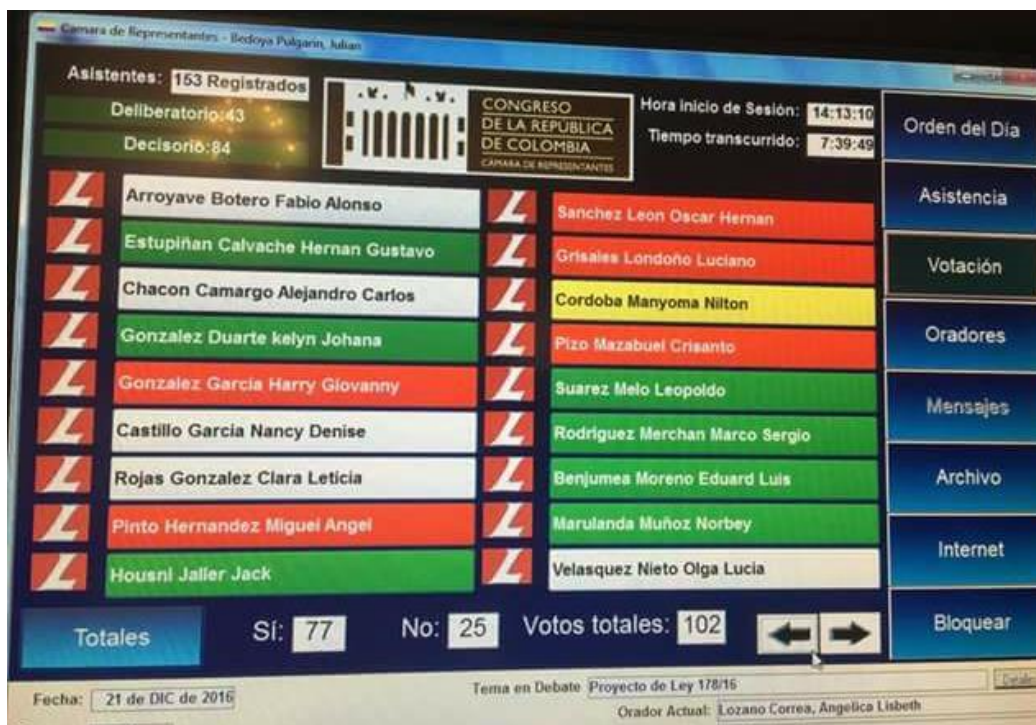 Camara de Representantes - Bedoya Pulgarin, Julian
Asistentes: 153 Registrados
Deliberatorio:43
Decisorio:84
CONGRESO
DE LA REPÚBLICA
DE COLOMBIA
CÁMARA DE REPRESENTANTES
Hora inicio de Sesión: 14:13:10
Tiempo transcurrido: 7:39:49
Arroyave Botero Fabio Alonso
Estupiñan Calvache Hernan Gustavo
Chacon Camargo Alejandro Carlos
Gonzalez Duarte kelyn Johana
Gonzalez Garcia Harry Giovanny
Castillo Garcia Nancy Denise
Rojas Gonzalez Clara Leticia
Pinto Hernandez Miguel Angel
Housni Jaller Jack
Sanchez Leon Oscar Hernan
Grisales Londoño Luciano
Cordoba Manyoma Nilton
Pizo Mazabuel Crisanto
Suarez Melo Leopoldo
Rodriguez Merchan Marco Sergio
Benjumea Moreno Eduard Luis
Marulanda Muñoz Norbey
Velasquez Nieto Olga Lucia
Orden del Día
Asistencia
Votación
Oradores
Mensajes
Archivo
Internet
Bloquear
Totales Sí: 77 No: 25 Votos totales: 102
Fecha: 21 de DIC de 2016
Tema en Debate Proyecto de Ley 178/16
Orador Actual: Lozano Correa, Angelica Lisbeth